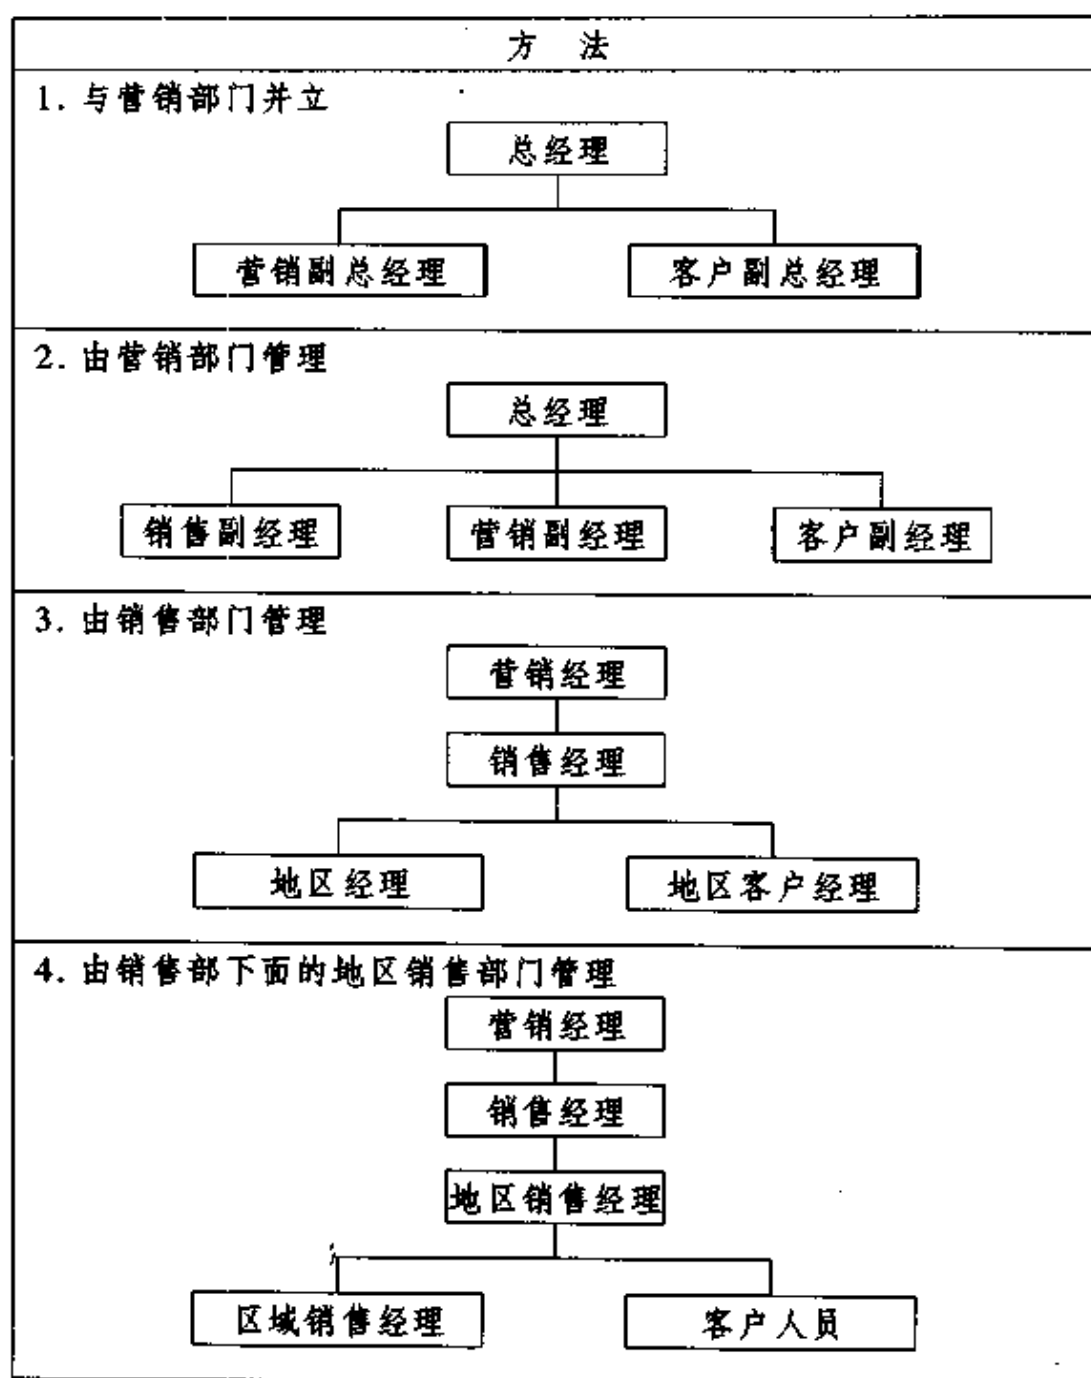 方 法
1. 与营销部门并立
总经理
营销副总经理 客户副总经理
2. 由营销部门管理
总经理
销售副经理 营销副经理 客户副经理
3. 由销售部门管理
营销经理
销售经理
地区经理 地区客户经理
4. 由销售部下面的地区销售部门管理
营销经理
销售经理
地区销售经理
区域销售经理 客户人员